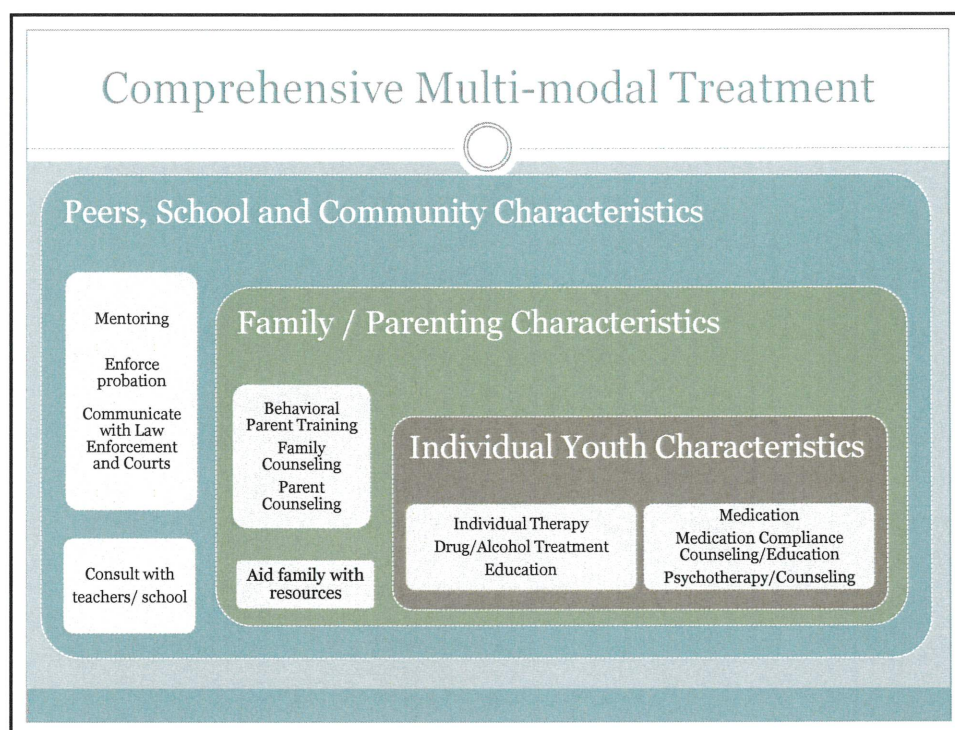 Comprehensive Multi-modal Treatment
Peers, School and Community Characteristics
Mentoring
Enforce
probation
Communicate
with Law
Enforcement
and Courts
Consult with
teachers/ school
Family / Parenting Characteristics
Behavioral
Parent Training
Family
Counseling
Parent
Counseling
Aid family with
resources
Individual Youth Characteristics
Individual Therapy
Drug/Alcohol Treatment
Education
Medication
Medication Compliance
Counseling/Education
Psychotherapy/Counseling